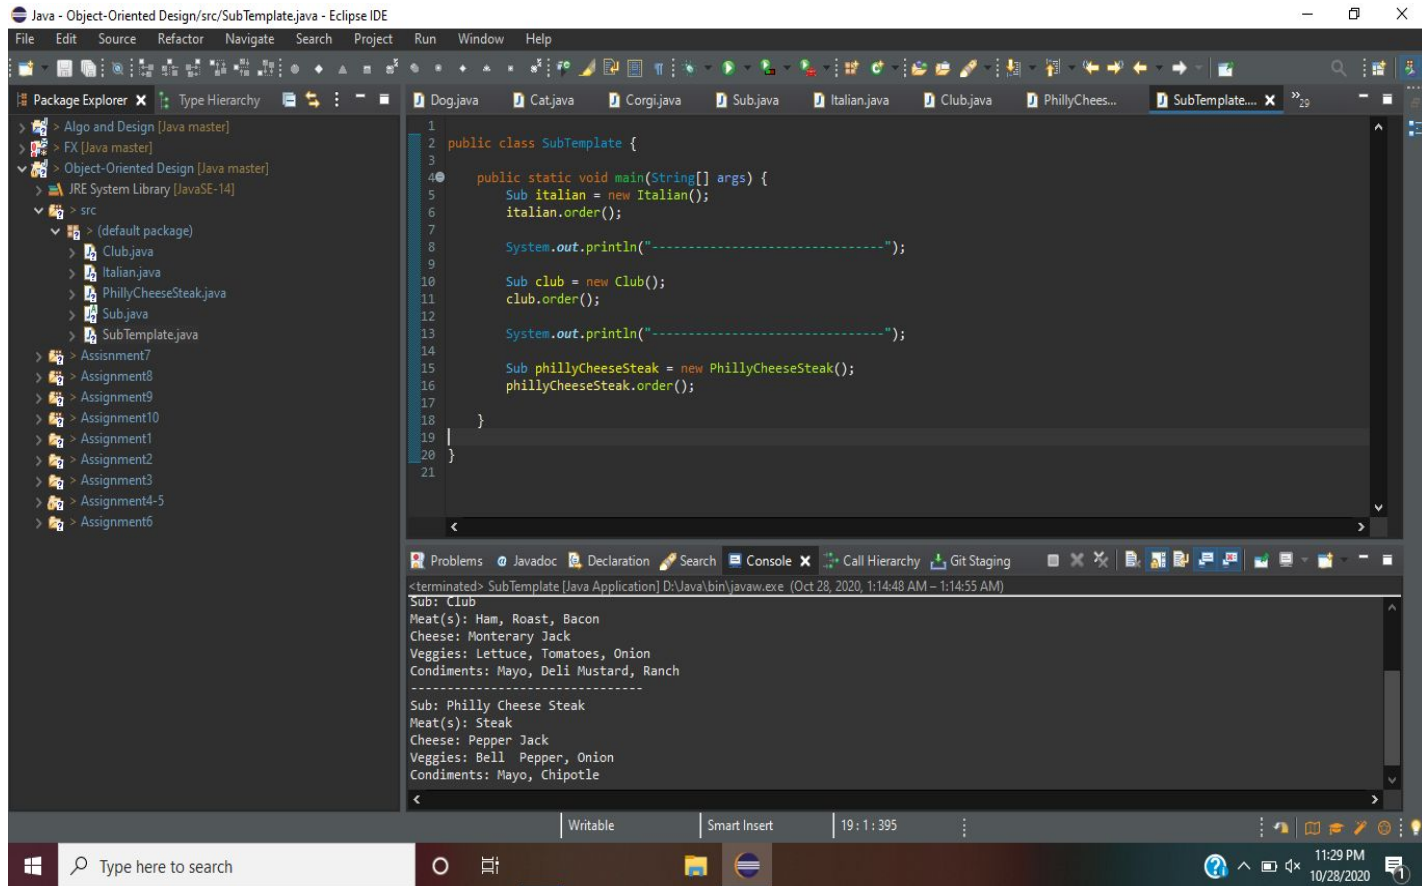 Java - Object-Oriented Design/src/SubTemplate.java - Eclipse IDE
File Edit Source Refactor Navigate Search Project Run Window Help
Package Explorer Type Hierarchy
Dog.java Cat.java Corgi.java Sub.java Italian.java Club.java PhillyChees... SubTemplate.... »29
> Algo and Design [Java master]
> FX [Java master]
> Object-Oriented Design [Java master]
JRE System Library [JavaSE-14]
> src
> (default package)
Club.java
Italian.java
PhillyCheeseSteak.java
Sub.java
SubTemplate.java
> Assisnment7
> Assignment8
> Assignment9
> Assignment10
> Assignment1
> Assignment2
> Assignment3
> Assignment4-5
> Assignment6
1
2 public class SubTemplate {
3
4 public static void main(String[] args) {
5 Sub italian = new Italian();
6 italian.order();
7
8 System.out.println("--------------------------------");
9
10 Sub club = new Club();
11 club.order();
12
13 System.out.println("--------------------------------");
14
15 Sub phillyCheeseSteak = new PhillyCheeseSteak();
16 phillyCheeseSteak.order();
17
18 }
19
20 }
21
Problems Javadoc Declaration Search Console Call Hierarchy Git Staging
<terminated> SubTemplate [Java Application] D:\Java\bin\javaw.exe (Oct 28, 2020, 1:14:48 AM – 1:14:55 AM)
Sub: Club
Meat(s): Ham, Roast, Bacon
Cheese: Monterary Jack
Veggies: Lettuce, Tomatoes, Onion
Condiments: Mayo, Deli Mustard, Ranch
--------------------------------
Sub: Philly Cheese Steak
Meat(s): Steak
Cheese: Pepper Jack
Veggies: Bell  Pepper, Onion
Condiments: Mayo, Chipotle
Writable Smart Insert 19 : 1 : 395
Type here to search
11:29 PM
10/28/2020